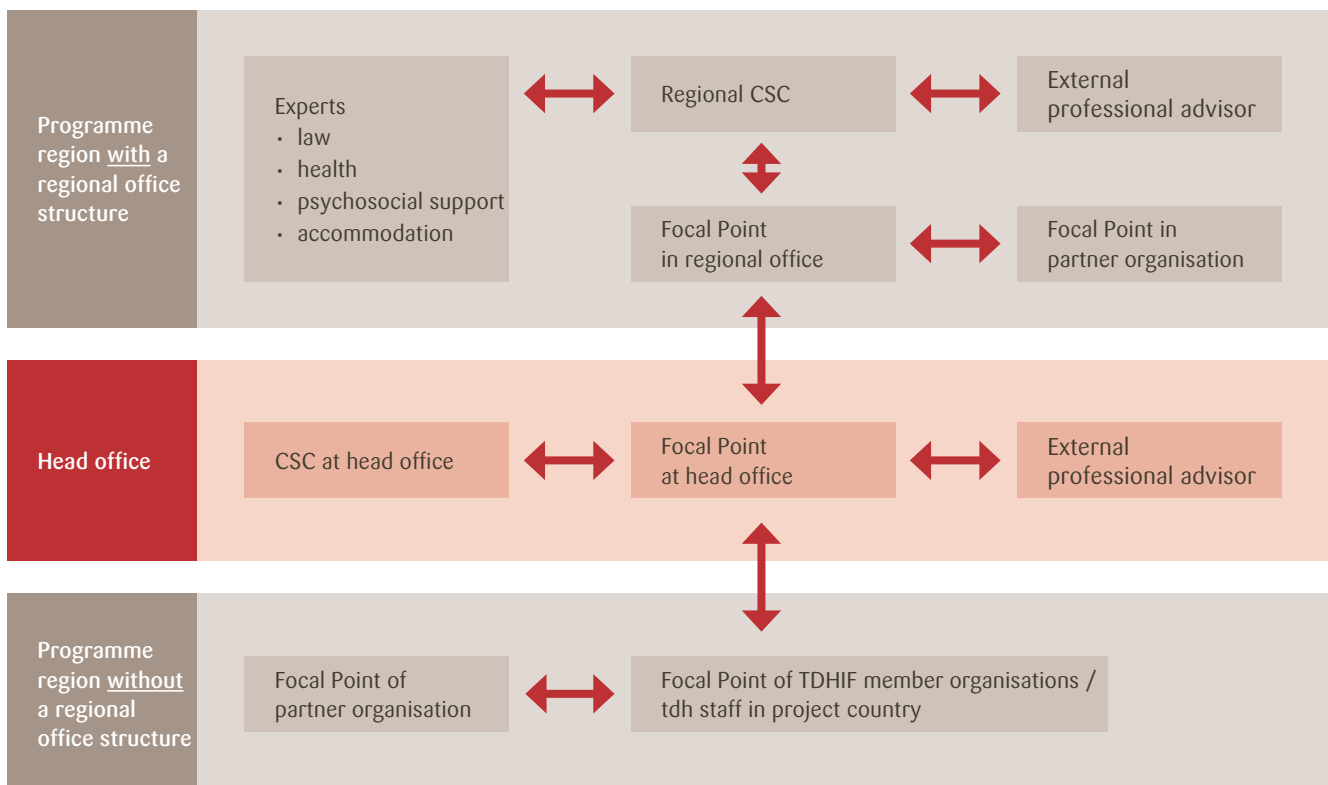 Programme
region with a
regional office
structure
Experts
· law
· health
· psychosocial support
· accommodation
Regional CSC
External
professional advisor
Focal Point
in regional office
Focal Point in
partner organisation
Head office
CSC at head office
Focal Point
at head office
External
professional advisor
Programme
region without
a regional
office structure
Focal Point of
partner organisation
Focal Point of TDHIF member organisations /
tdh staff in project country